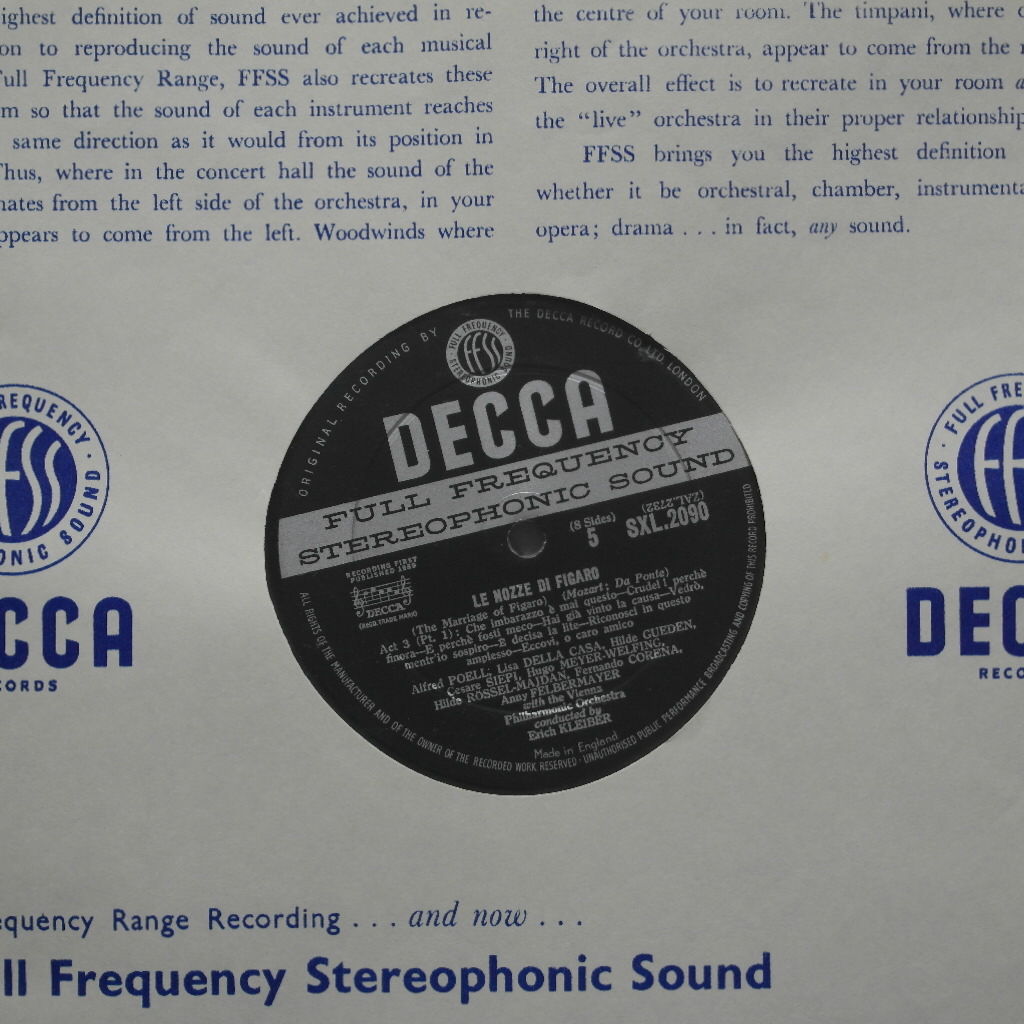 ighest definition of sound ever achieved in re-
on to reproducing the sound of each musical
Full Frequency Range, FFSS also recreates these
m so that the sound of each instrument reaches
same direction as it would from its position in
Thus, where in the concert hall the sound of the
nates from the left side of the orchestra, in your
ppears to come from the left. Woodwinds where
the centre of your room. The timpani, where
right of the orchestra, appear to come from the
The overall effect is to recreate in your room
the “live” orchestra in their proper relationship
FFSS brings you the highest definition
whether it be orchestral, chamber, instrumenta
opera; drama . . . in fact, any sound.
ORIGINAL RECORDING BY
THE DECCA RECORD CO. LTD. LONDON
FULL FREQUENCY STEREOPHONIC SOUND
FFSS
DECCA
FULL FREQUENCY
STEREOPHONIC SOUND
RECORDING FIRST
PUBLISHED 1959
DECCA
(REGD. TRADE MARK)
(8 Sides)
5
(ZAL.2732)
SXL.2090
LE NOZZE DI FIGARO
(The Marriage of Figaro) (Mozart: Da Ponte)
Act 3 (Pt. 1): Che imbarazzo è mai questo—Crudel! perchè
finora—E perchè fosti meco—Hai già vinto la causa—Vedrò,
mentr'io sospiro—E decisa la lite—Riconosci in questo
amplesso—Eccovi, o caro amico
Alfred POELL, Lisa DELLA CASA, Hilde GUEDEN,
Cesare SIEPI, Hugo MEYER-WELFING,
Hilde ROSSEL-MAJDAN, Fernando CORENA,
Anny FELBERMAYER
with the Vienna
Philharmonic Orchestra
conducted by
Erich KLEIBER
Made in England
ALL RIGHTS OF THE MANUFACTURER AND OF THE OWNER OF THE RECORDED WORK RESERVED · UNAUTHORISED PUBLIC PERFORMANCE BROADCASTING AND COPYING OF THIS RECORD PROHIBITED
FREQUENCY · SOUND
FSS
ONIC
CCA
CORDS
· FULL FRE
STEREOPHO
FF
DEC
RECO
equency Range Recording . . . and now . . .
ll Frequency Stereophonic Sound